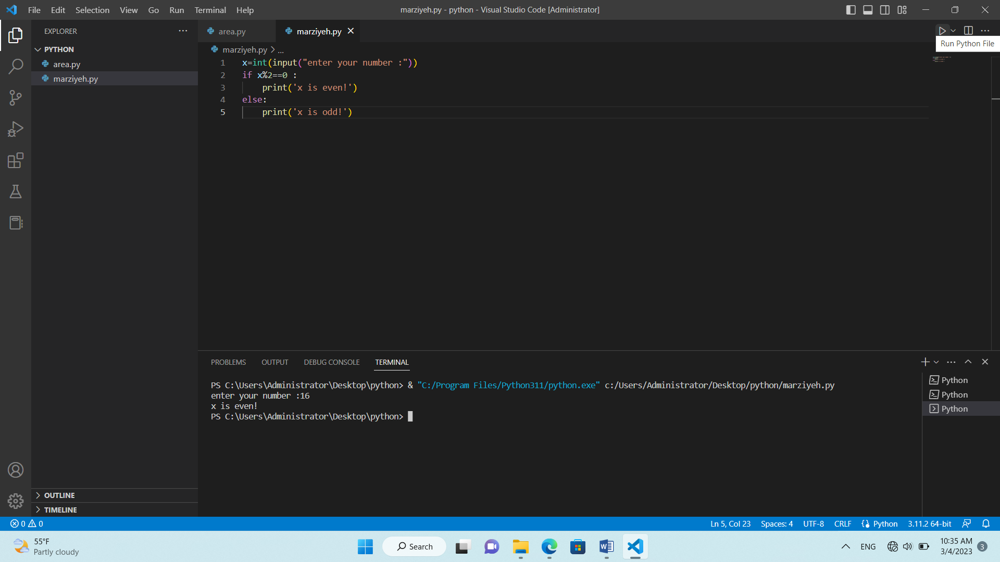 File Edit Selection View Go Run Terminal Help
marziyeh.py - python - Visual Studio Code [Administrator]
EXPLORER
PYTHON
area.py
marziyeh.py
OUTLINE
TIMELINE
area.py
marziyeh.py
Run Python File
marziyeh.py > ...
1 x=int(input("enter your number :"))
2 if x%2==0 :
3     print('x is even!')
4 else:
5     print('x is odd!')
PROBLEMS OUTPUT DEBUG CONSOLE TERMINAL
PS C:\Users\Administrator\Desktop\python> & "C:/Program Files/Python311/python.exe" c:/Users/Administrator/Desktop/python/marziyeh.py
enter your number :16
x is even!
PS C:\Users\Administrator\Desktop\python>
Python
Python
Python
0 0
Ln 5, Col 23 Spaces: 4 UTF-8 CRLF Python 3.11.2 64-bit
55°F
Partly cloudy
Search
ENG
10:35 AM
3/4/2023
3